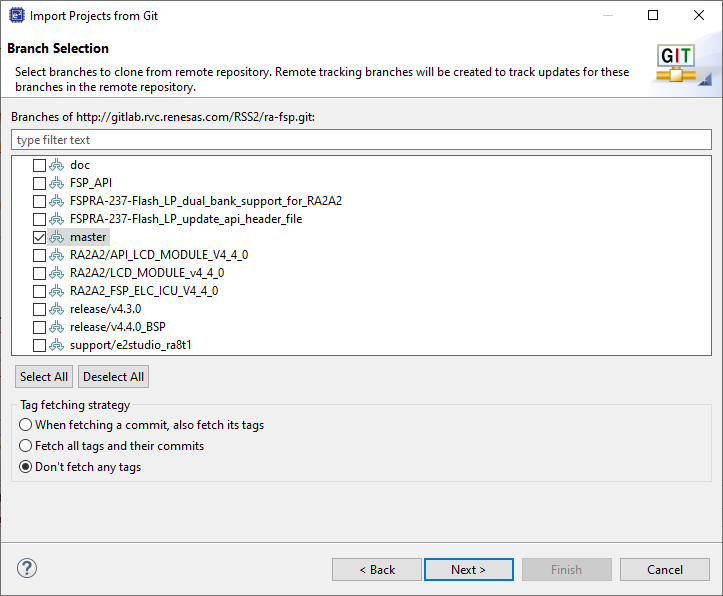 Import Projects from Git
Branch Selection
Select branches to clone from remote repository. Remote tracking branches will be created to track updates for these
branches in the remote repository.
GIT
Branches of http://gitlab.rvc.renesas.com/RSS2/ra-fsp.git:
type filter text
doc
FSP_API
FSPRA-237-Flash_LP_dual_bank_support_for_RA2A2
FSPRA-237-Flash_LP_update_api_header_file
master
RA2A2/API_LCD_MODULE_V4_4_0
RA2A2/LCD_MODULE_v4_4_0
RA2A2_FSP_ELC_ICU_V4_4_0
release/v4.3.0
release/v4.4.0_BSP
support/e2studio_ra8t1
Select All Deselect All
Tag fetching strategy
When fetching a commit, also fetch its tags
Fetch all tags and their commits
Don't fetch any tags
? < Back Next > Finish Cancel